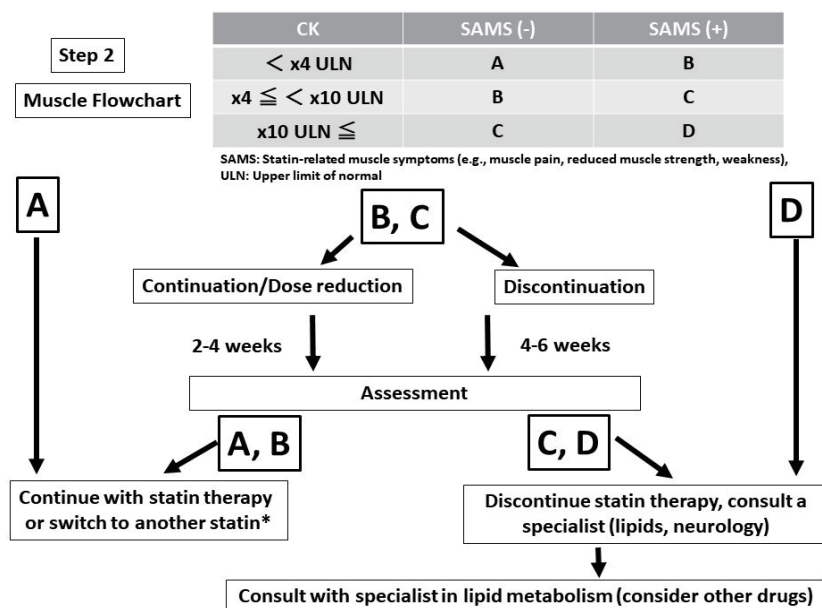 Step 2
Muscle Flowchart
CK SAMS (-) SAMS (+)
＜ x4 ULN A B
x4 ≦ ＜ x10 ULN B C
x10 ULN ≦ C D
SAMS: Statin-related muscle symptoms (e.g., muscle pain, reduced muscle strength, weakness),
ULN: Upper limit of normal
A
B, C
D
Continuation/Dose reduction
Discontinuation
2-4 weeks
4-6 weeks
Assessment
A, B
C, D
Continue with statin therapy
or switch to another statin*
Discontinue statin therapy, consult a
specialist (lipids, neurology)
Consult with specialist in lipid metabolism (consider other drugs)